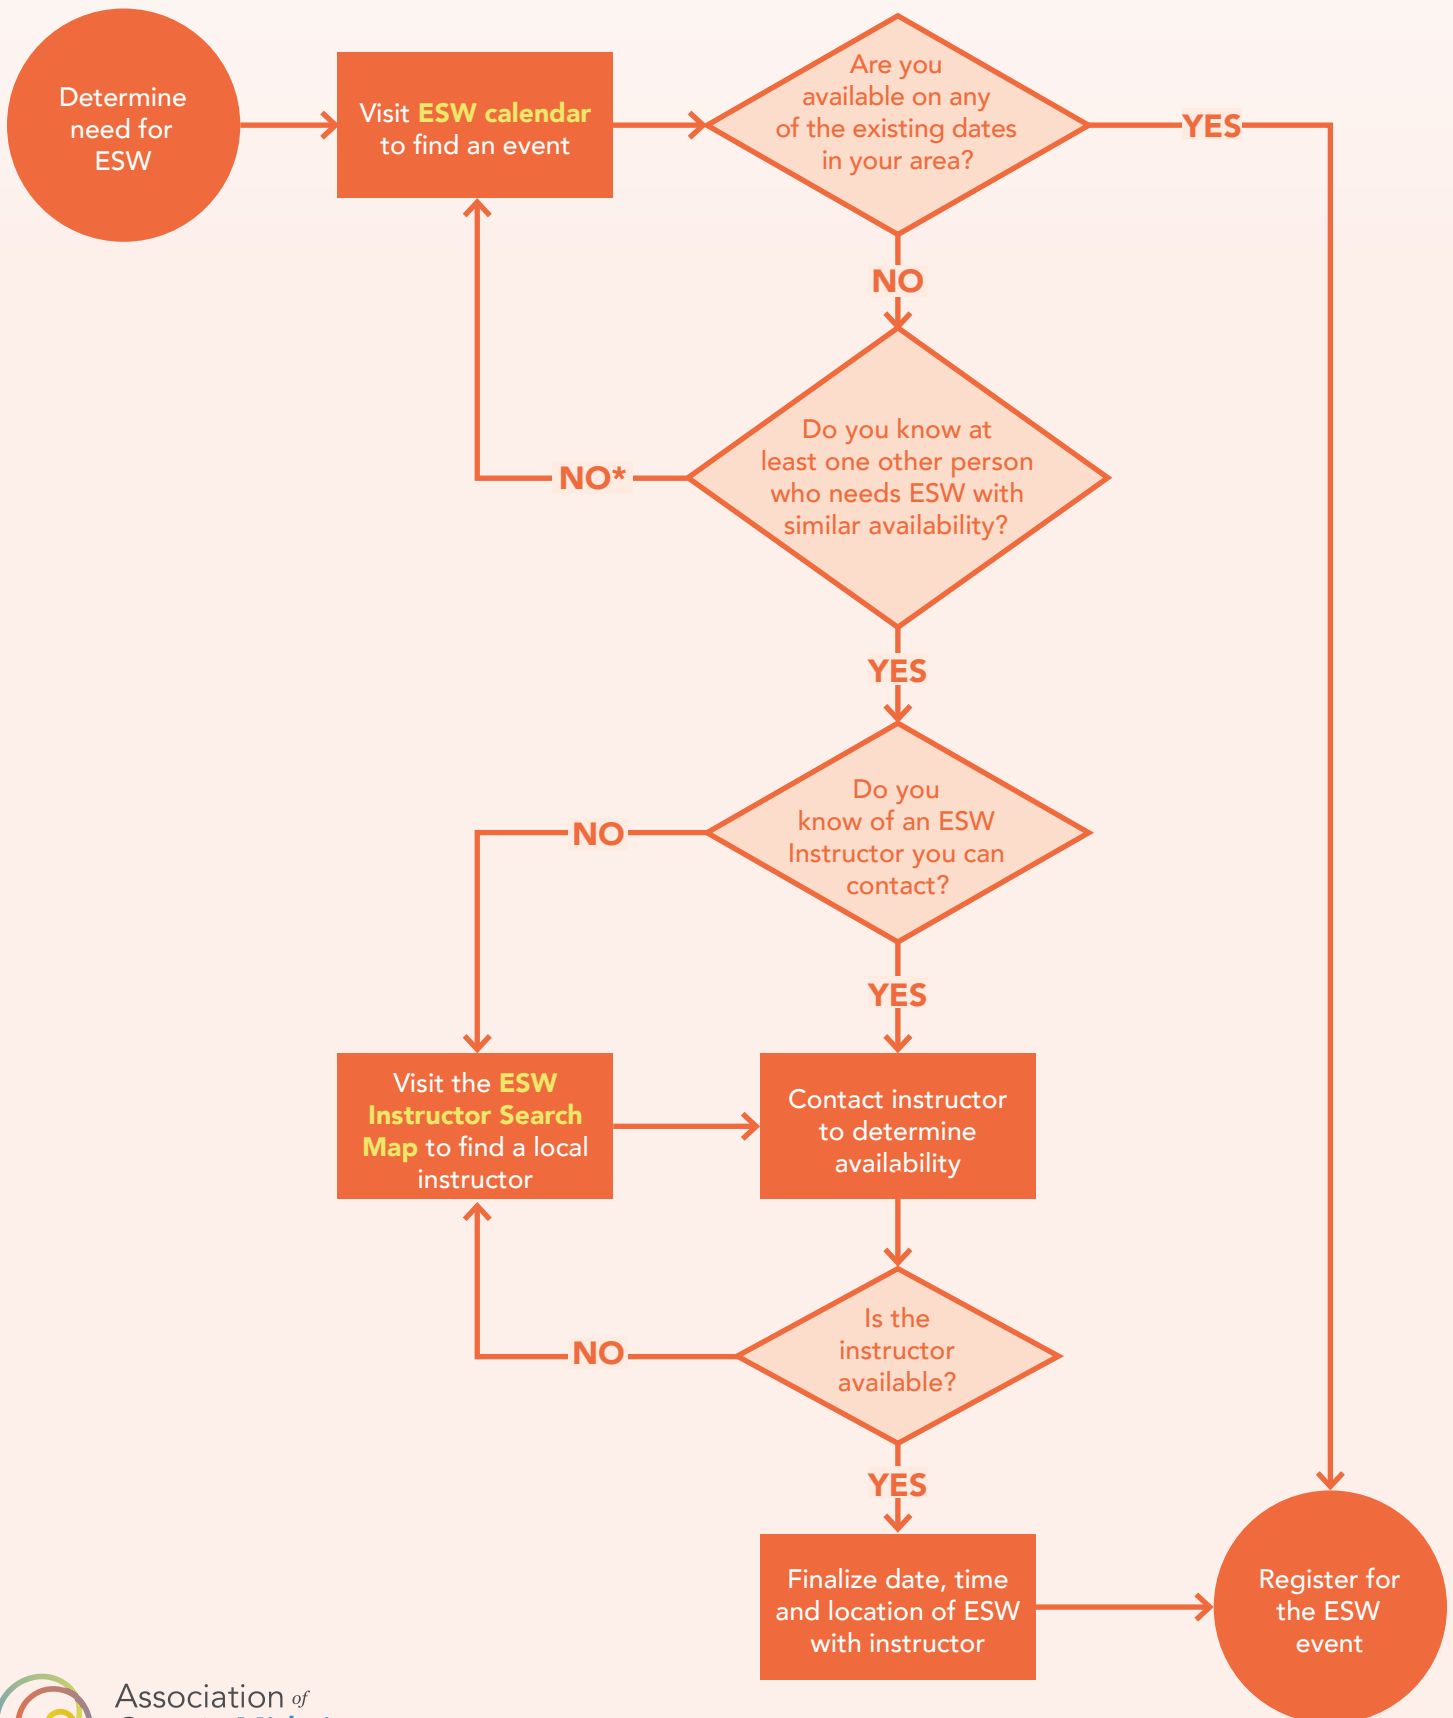 Determine
need for
ESW
Visit ESW calendar
to find an event
Are you
available on any
of the existing dates
in your area?
YES
NO
Do you know at
least one other person
who needs ESW with
similar availability?
NO*
YES
Do you
know of an ESW
Instructor you can
contact?
NO
YES
Visit the ESW
Instructor Search
Map to find a local
instructor
Contact instructor
to determine
availability
Is the
instructor
available?
NO
YES
Finalize date, time
and location of ESW
with instructor
Register for
the ESW
event
Association of